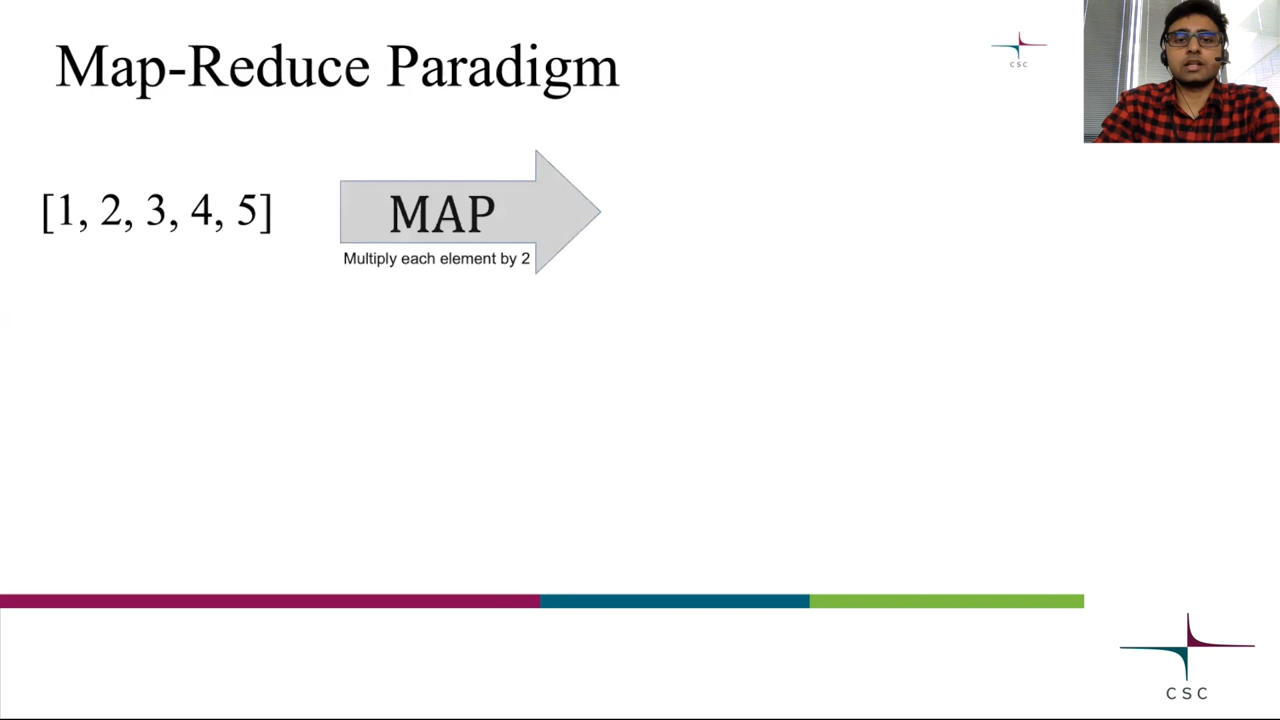 Map-Reduce Paradigm
CSC
[1, 2, 3, 4, 5]
MAP
Multiply each element by 2
CSC